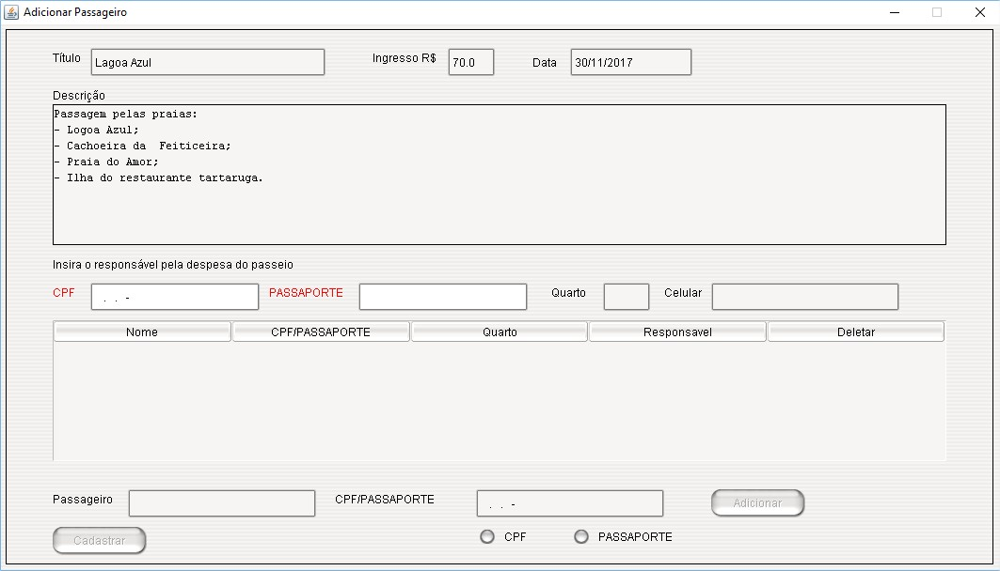 Adicionar Passageiro
Título Lagoa Azul Ingresso R$ 70.0 Data 30/11/2017
Descrição
Passagem pelas praias:
- Logoa Azul;
- Cachoeira da  Feiticeira;
- Praia do Amor;
- Ilha do restaurante tartaruga.
Insira o responsável pela despesa do passeio
CPF . . - PASSAPORTE Quarto Celular
Nome CPF/PASSAPORTE Quarto Responsavel Deletar
Passageiro CPF/PASSAPORTE . . - Adicionar
Cadastrar CPF PASSAPORTE